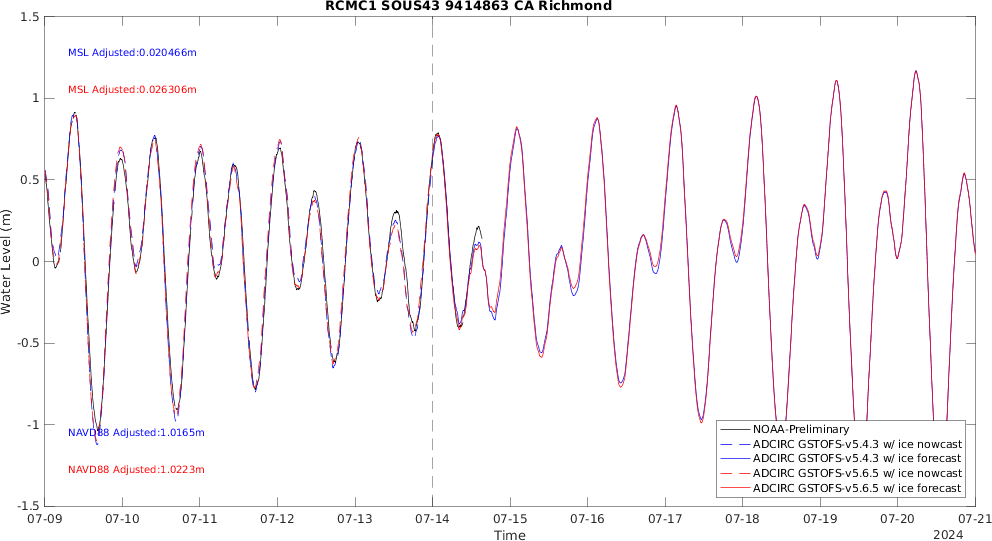 RCMC1 SOUS43 9414863 CA Richmond
1.5
1
0.5
0
-0.5
-1
-1.5
Water Level (m)
MSL Adjusted:0.020466m
MSL Adjusted:0.026306m
NAVD88 Adjusted:1.0165m
NAVD88 Adjusted:1.0223m
NOAA-Preliminary
ADCIRC GSTOFS-v5.4.3 w/ ice nowcast
ADCIRC GSTOFS-v5.4.3 w/ ice forecast
ADCIRC GSTOFS-v5.6.5 w/ ice nowcast
ADCIRC GSTOFS-v5.6.5 w/ ice forecast
07-09 07-10 07-11 07-12 07-13 07-14 07-15 07-16 07-17 07-18 07-19 07-20 07-21
Time
2024